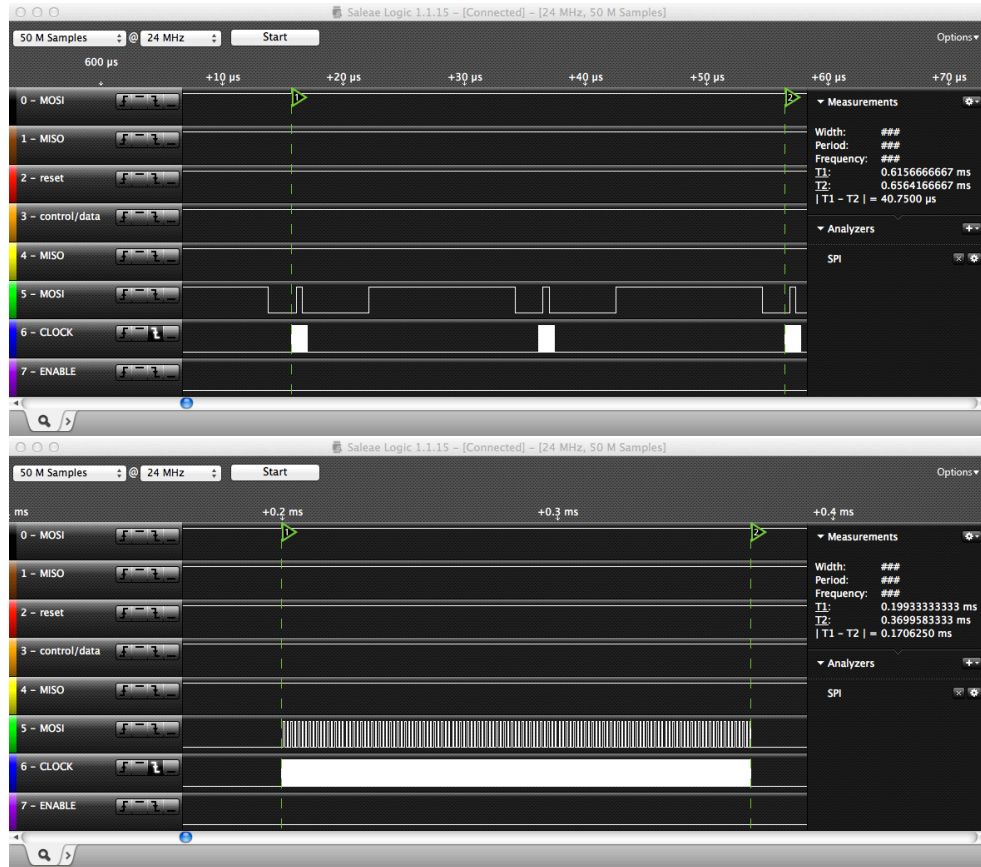 Saleae Logic 1.1.15 – [Connected] – [24 MHz, 50 M Samples]
50 M Samples @ 24 MHz Start Options
600 µs
+10 µs +20 µs +30 µs +40 µs +50 µs +60 µs +70 µs
0 – MOSI 1 2 Measurements
1 – MISO Width: ###
Period: ###
Frequency: ###
2 – reset T1: 0.6156666667 ms
T2: 0.6564166667 ms
| T1 – T2 | = 40.7500 µs
3 – control/data
Analyzers
4 – MISO SPI
5 – MOSI
6 – CLOCK
7 – ENABLE
Saleae Logic 1.1.15 – [Connected] – [24 MHz, 50 M Samples]
50 M Samples @ 24 MHz Start Options
ms +0.2 ms +0.3 ms +0.4 ms
0 – MOSI 1 2 Measurements
1 – MISO Width: ###
Period: ###
Frequency: ###
2 – reset T1: 0.19933333333 ms
T2: 0.3699583333 ms
| T1 – T2 | = 0.1706250 ms
3 – control/data
Analyzers
4 – MISO SPI
5 – MOSI
6 – CLOCK
7 – ENABLE